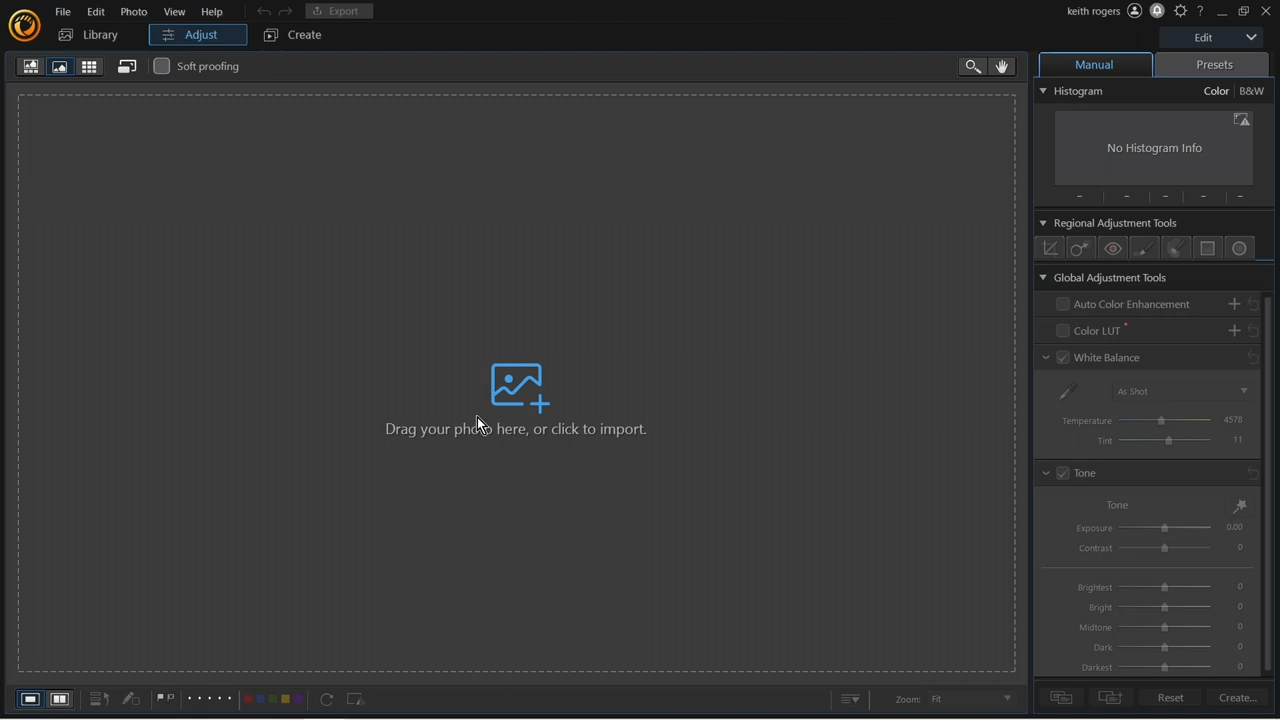 File Edit Photo View Help Export keith rogers ?
Library Adjust Create Edit
Soft proofing Manual Presets
Histogram Color B&W
No Histogram Info
Regional Adjustment Tools
Global Adjustment Tools
Auto Color Enhancement
Color LUT
White Balance
As Shot
Temperature 4578
Tint 11
Drag your photo here, or click to import.
Tone
Tone
Exposure 0.00
Contrast 0
Brightest 0
Bright 0
Midtone 0
Dark 0
Darkest 0
Zoom: Fit Reset Create...